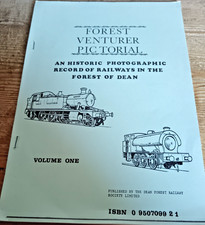 FOREST
VENTURER
PICTORIAL
AN HISTORIC PHOTOGRAPHIC
RECORD OF RAILWAYS IN THE
FOREST OF DEAN
VOLUME ONE
PUBLISHED BY THE DEAN FOREST RAILWAY
SOCIETY LIMITED
ISBN 0 9507099 2 1